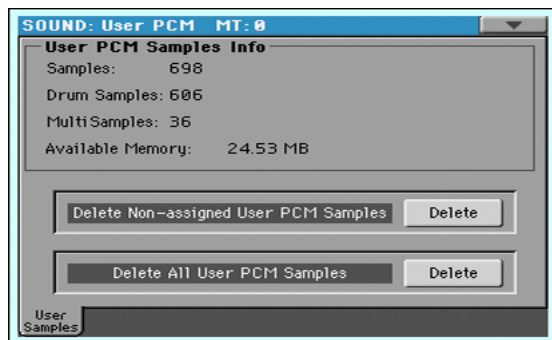 SOUND: User PCM MT:0
User PCM Samples Info
Samples: 698
Drum Samples: 606
MultiSamples: 36
Available Memory: 24.53 MB
Delete Non-assigned User PCM Samples Delete
Delete All User PCM Samples Delete
User
Samples